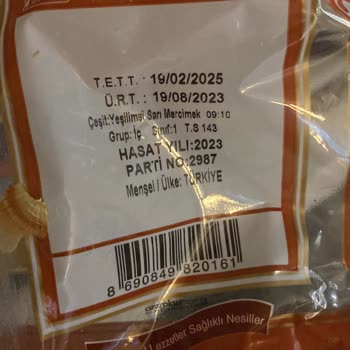 T.E.T.T. : 19/02/2025
Ü.R.T. : 19/08/2023
Çeşit:Yeşilimsi Sarı Mercimek 09:10
Grup:İç Sınıf:1 T.S 143
HASAT YILI:2023
PARTİ NO:2987
Menşei / Ülke: TÜRKİYE
8 690849 820161
Lezzetler Sağlıklı Nesiller